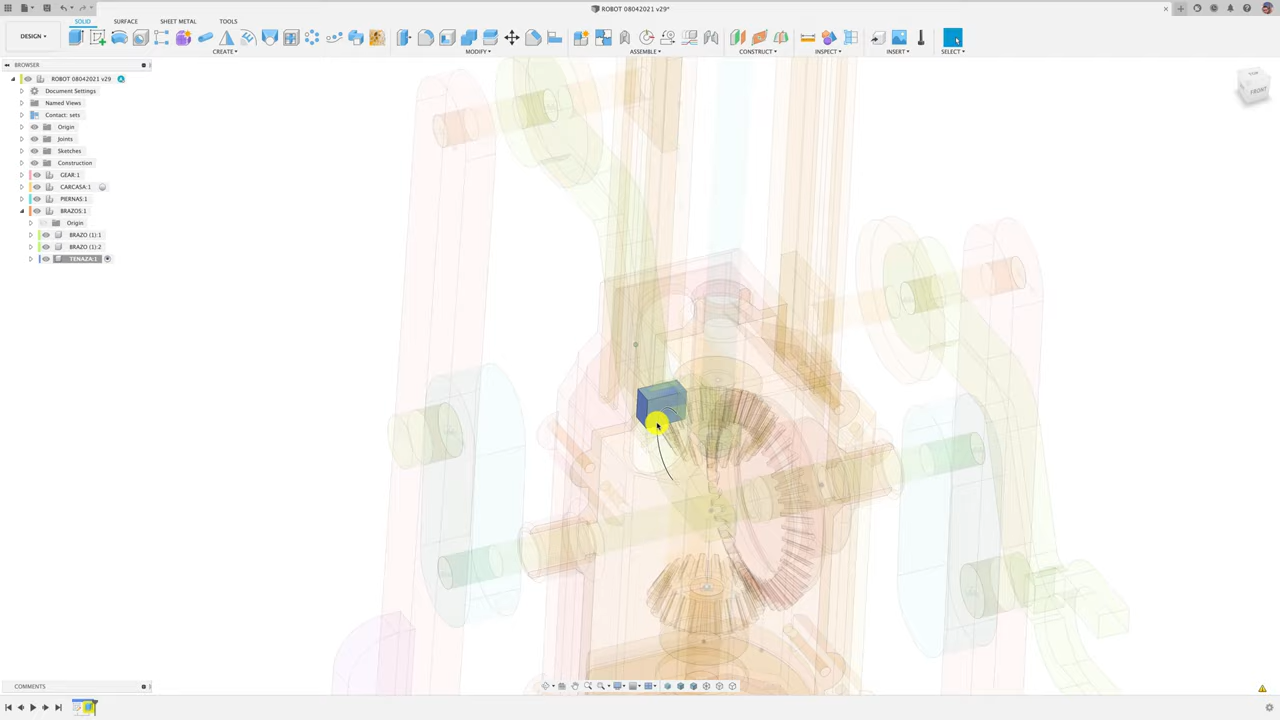 ROBOT 08042021 v29*
DESIGN
SOLID
SURFACE
SHEET METAL
TOOLS
CREATE
MODIFY
ASSEMBLE
CONSTRUCT
INSPECT
INSERT
SELECT
BROWSER
ROBOT 08042021 v29
Document Settings
Named Views
Contact: sets
Origin
Joints
Sketches
Construction
GEAR:1
CARCASA:1
PIERNAS:1
BRAZOS:1
Origin
BRAZO (1):1
BRAZO (1):2
TENAZA:1
FRONT
COMMENTS